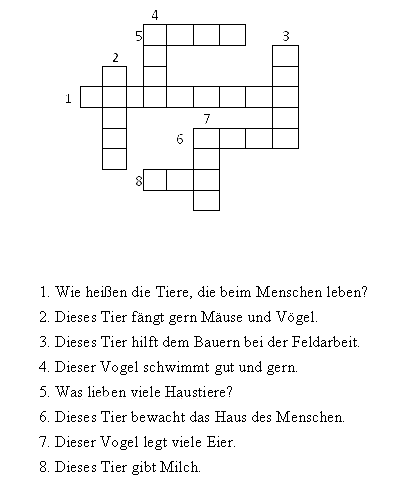 4
5 3
2
1
7
6
8
1. Wie heißen die Tiere, die beim Menschen leben?
2. Dieses Tier fängt gern Mäuse und Vögel.
3. Dieses Tier hilft dem Bauern bei der Feldarbeit.
4. Dieser Vogel schwimmt gut und gern.
5. Was lieben viele Haustiere?
6. Dieses Tier bewacht das Haus des Menschen.
7. Dieser Vogel legt viele Eier.
8. Dieses Tier gibt Milch.